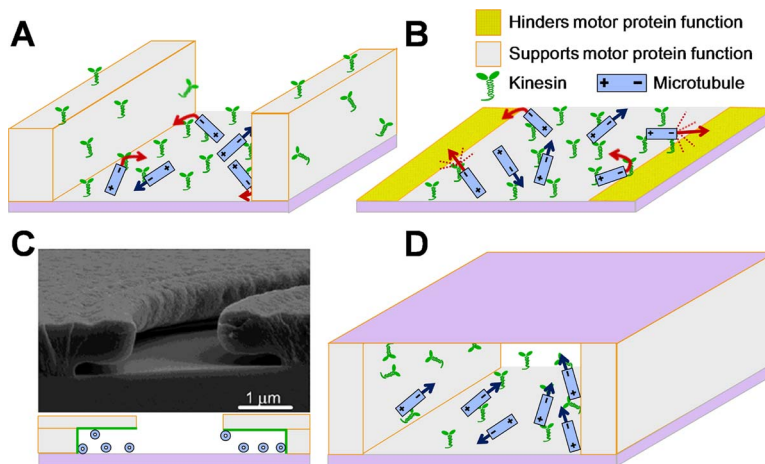 A
B
Hinders motor protein function
Supports motor protein function
Kinesin
+ - Microtubule
C
1 µm
D